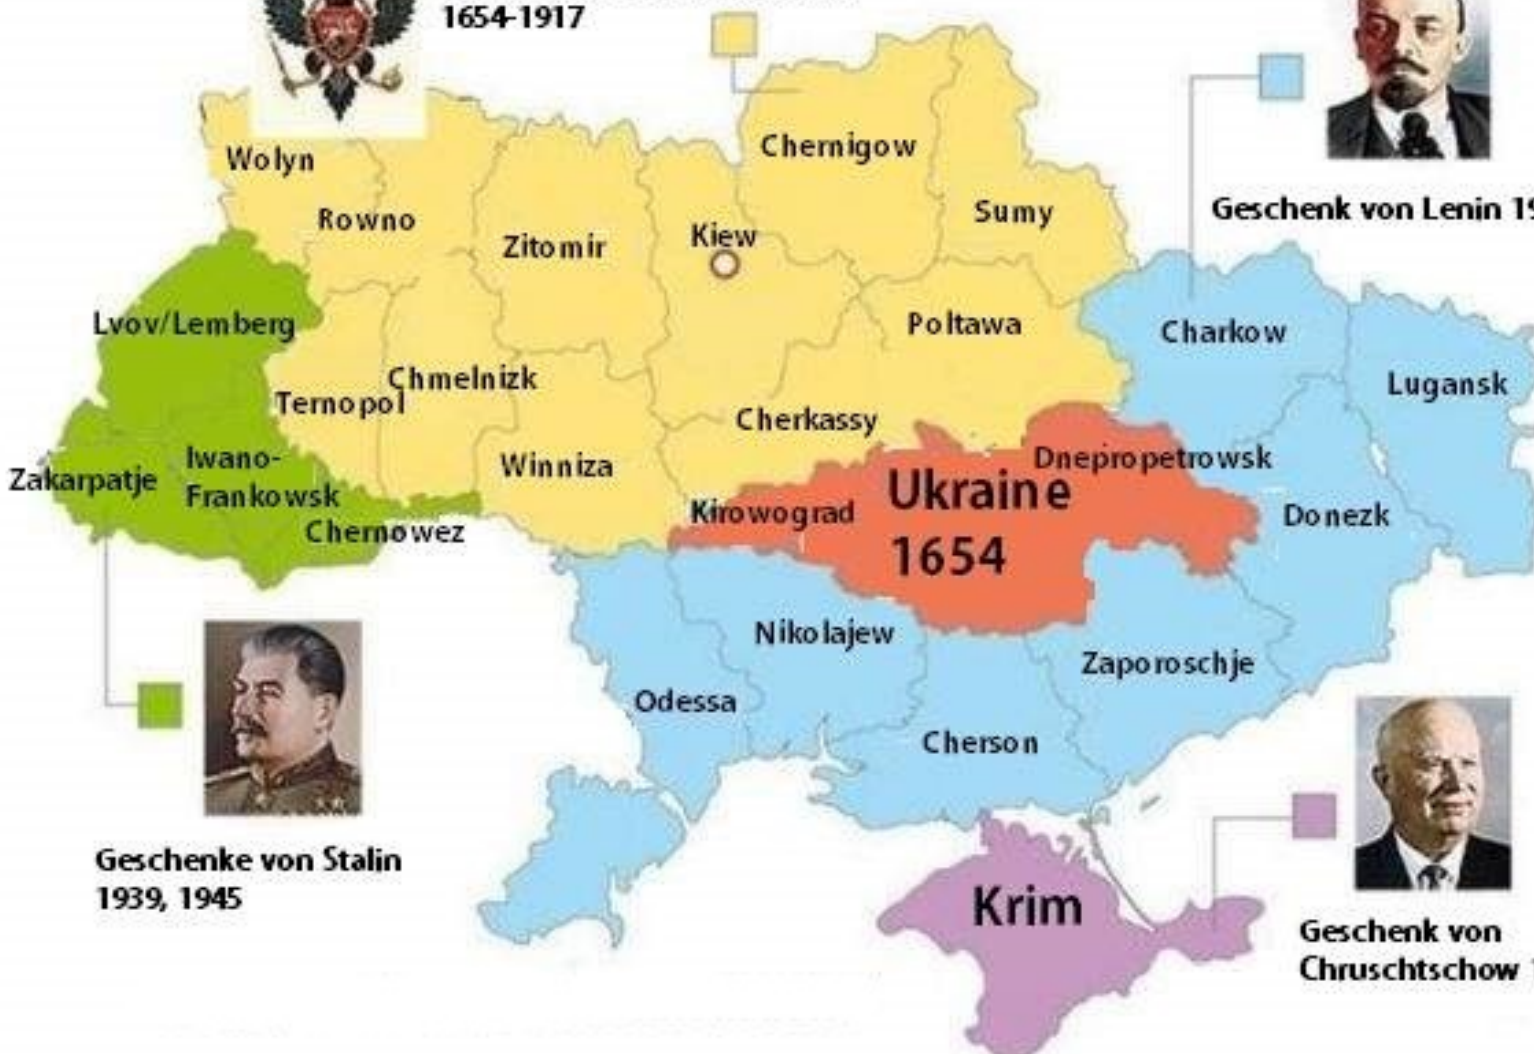 1654-1917
Wolyn
Rowno
Zitomir
Kiew
Chernigow
Sumy
Geschenk von Lenin 19
Lvov/Lemberg
Ternopol
Chmelnizk
Winniza
Cherkassy
Poltawa
Charkow
Lugansk
Zakarpatje
Iwano-
Frankowsk
Chernowez
Kirowograd
Ukraine
1654
Dnepropetrowsk
Donezk
Nikolajew
Odessa
Cherson
Zaporoschje
Geschenke von Stalin
1939, 1945
Krim
Geschenk von
Chruschtschow